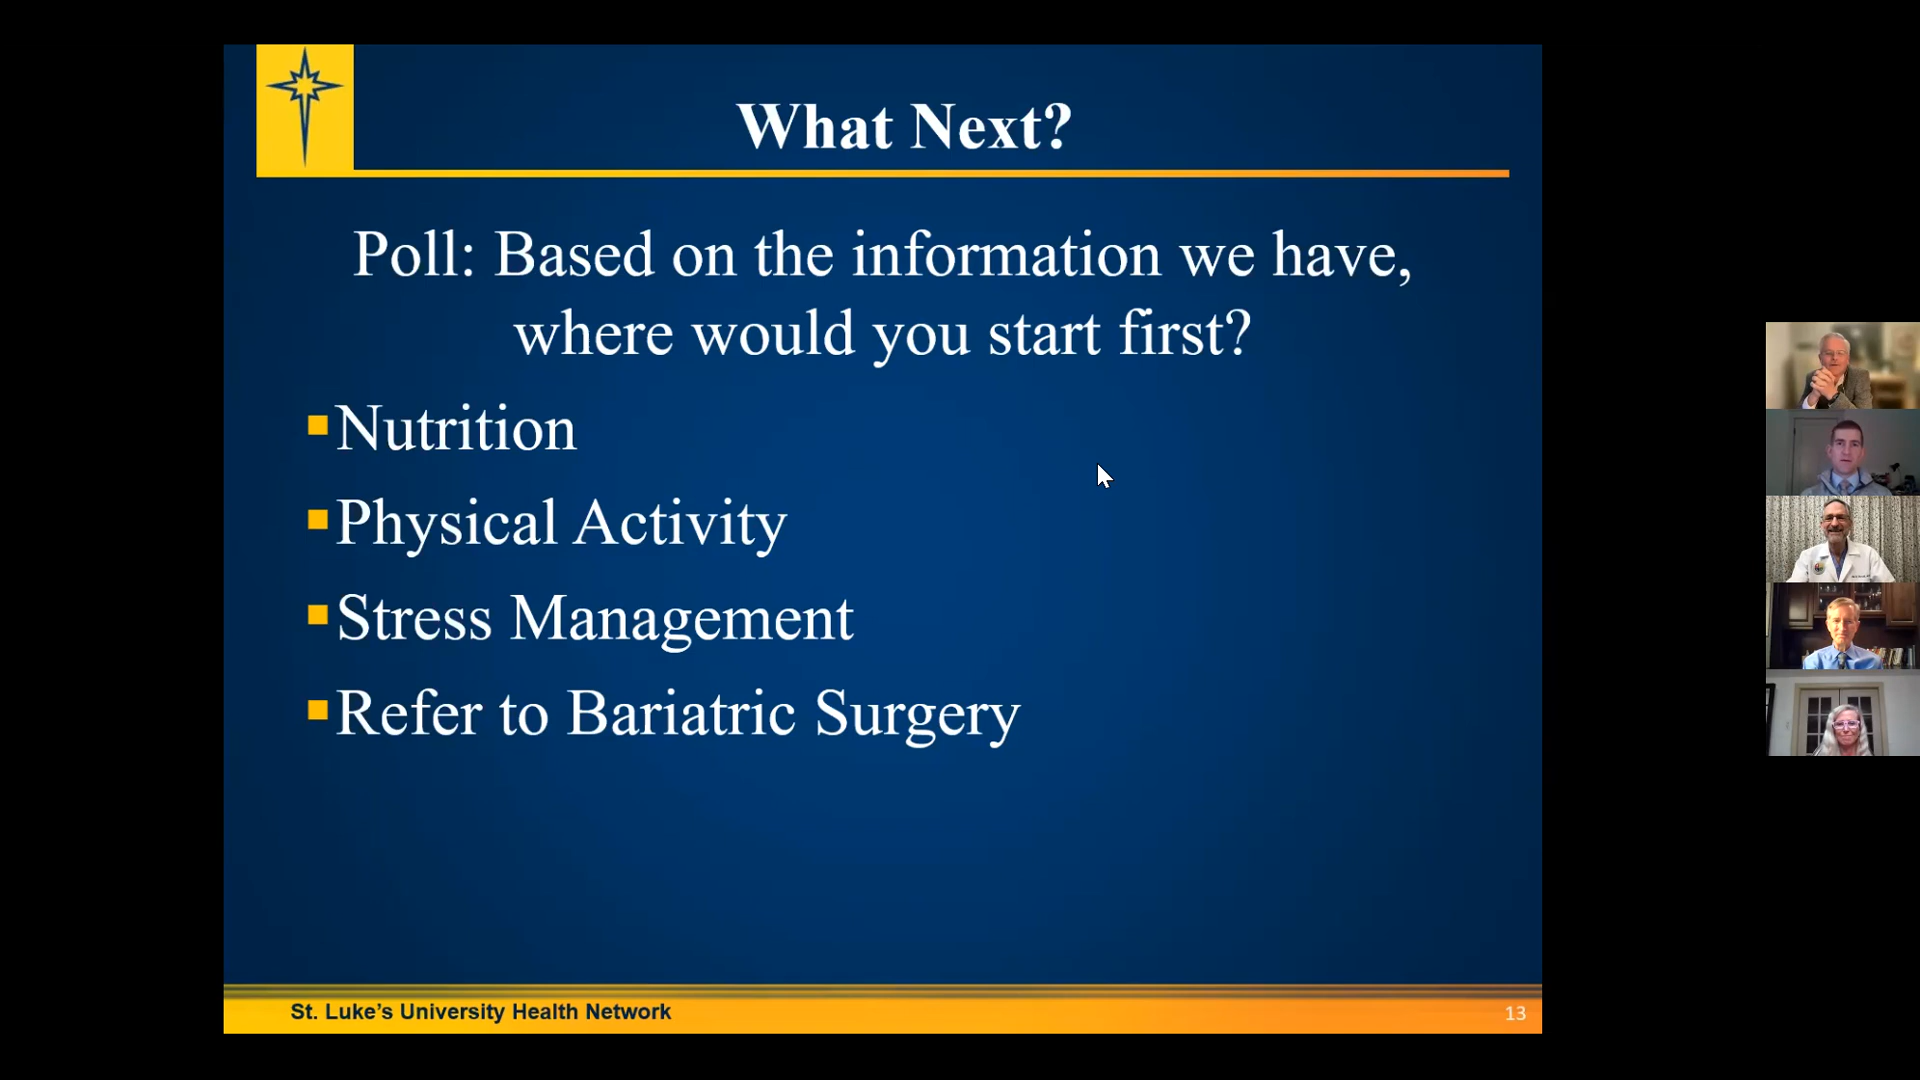 What Next?
Poll: Based on the information we have,
where would you start first?
Nutrition
Physical Activity
Stress Management
Refer to Bariatric Surgery
St. Luke’s University Health Network
13